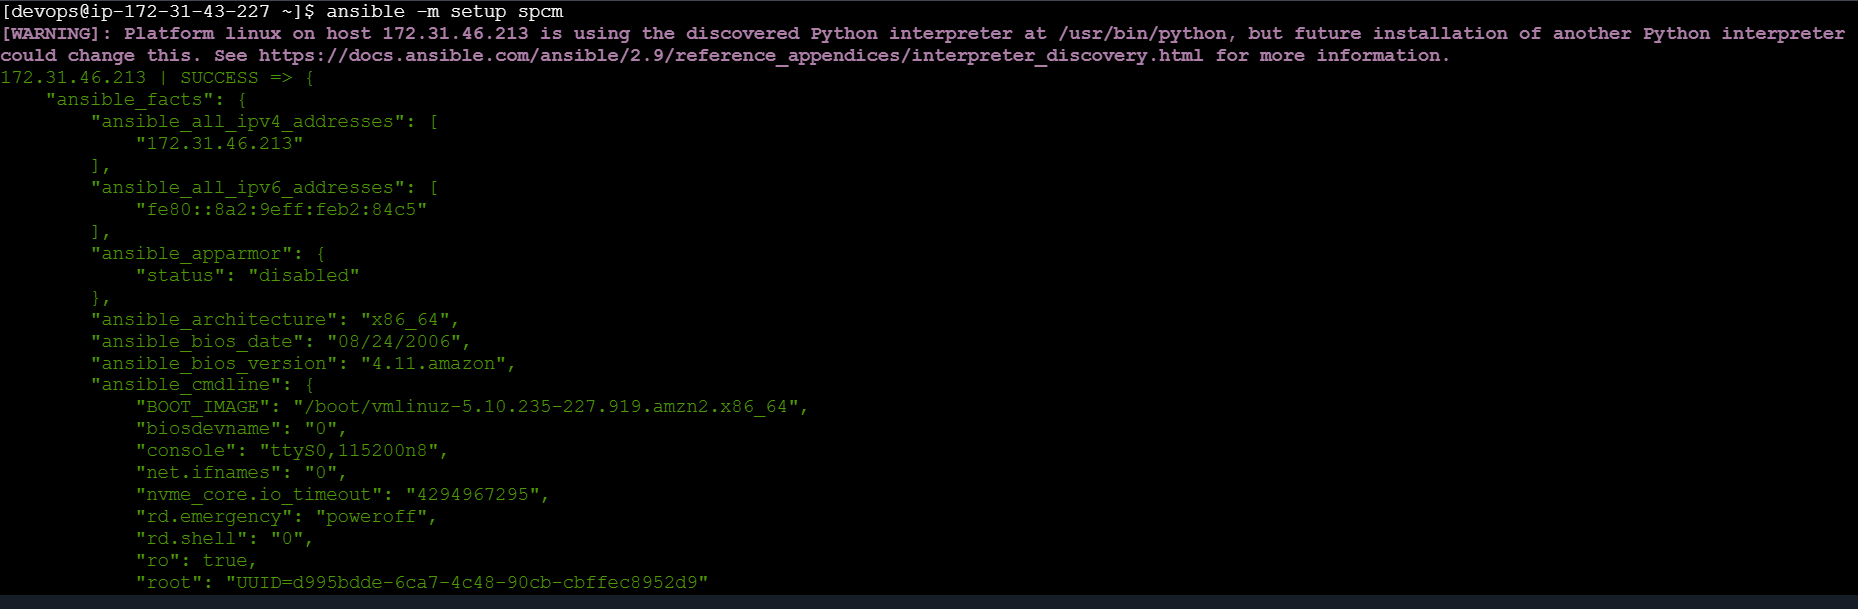 [devops@ip-172-31-43-227 ~]$ ansible -m setup spcm
[WARNING]: Platform linux on host 172.31.46.213 is using the discovered Python interpreter at /usr/bin/python, but future installation of another Python interpreter
could change this. See https://docs.ansible.com/ansible/2.9/reference_appendices/interpreter_discovery.html for more information.
172.31.46.213 | SUCCESS => {
    "ansible_facts": {
        "ansible_all_ipv4_addresses": [
            "172.31.46.213"
        ],
        "ansible_all_ipv6_addresses": [
            "fe80::8a2:9eff:feb2:84c5"
        ],
        "ansible_apparmor": {
            "status": "disabled"
        },
        "ansible_architecture": "x86_64",
        "ansible_bios_date": "08/24/2006",
        "ansible_bios_version": "4.11.amazon",
        "ansible_cmdline": {
            "BOOT_IMAGE": "/boot/vmlinuz-5.10.235-227.919.amzn2.x86_64",
            "biosdevname": "0",
            "console": "ttyS0,115200n8",
            "net.ifnames": "0",
            "nvme_core.io_timeout": "4294967295",
            "rd.emergency": "poweroff",
            "rd.shell": "0",
            "ro": true,
            "root": "UUID=d995bdde-6ca7-4c48-90cb-cbffec8952d9"